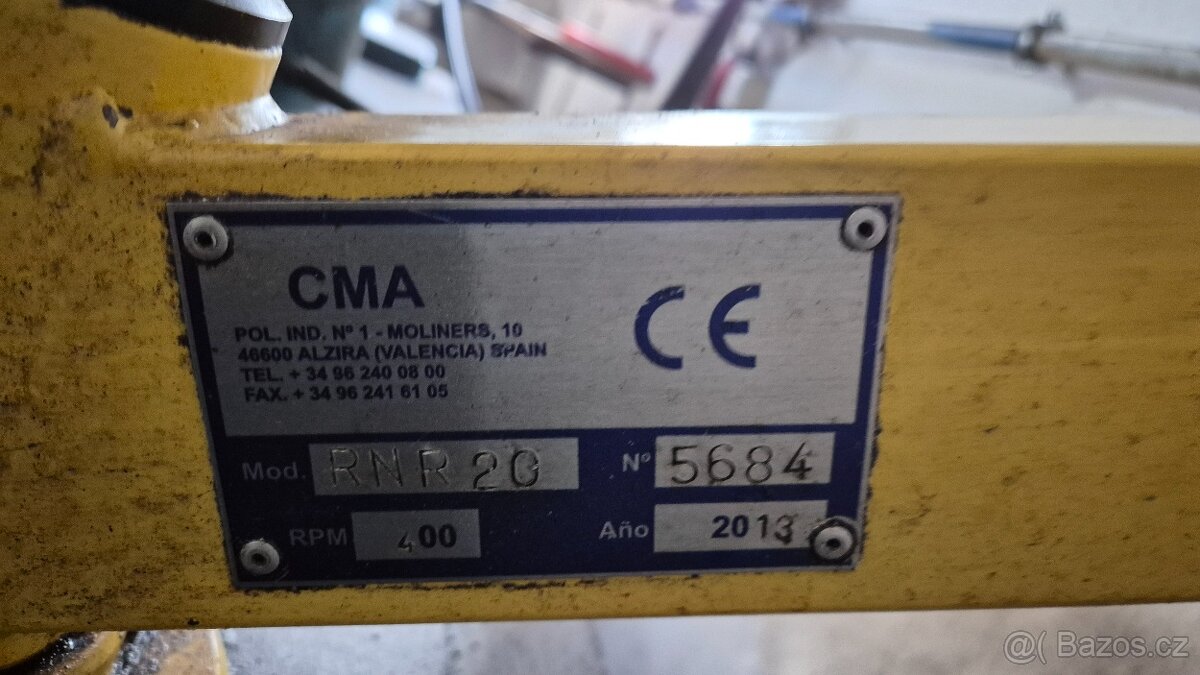 CMA
POL. IND. Nº 1 - MOLINERS, 10
46600 ALZIRA (VALENCIA) SPAIN
TEL. + 34 96 240 08 00
FAX. + 34 96 241 61 05
CE
Mod. RNR 20 Nº 5684
RPM 400 Año 2013
@( Bazos.cz